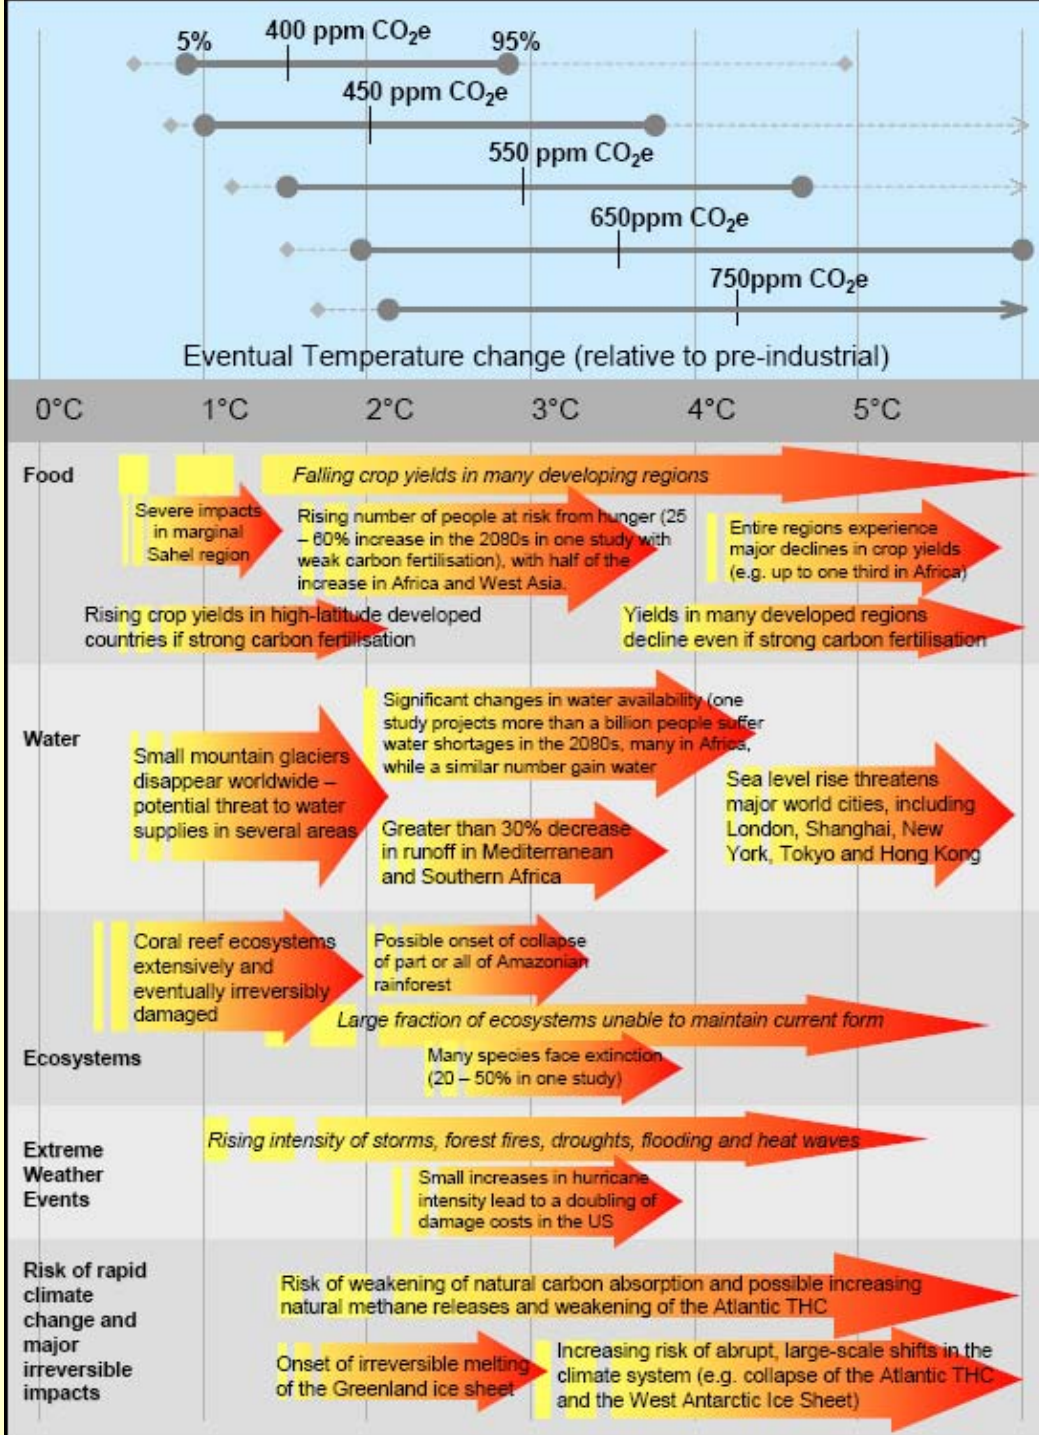 400 ppm CO₂e
5%
95%
450 ppm CO₂e
550 ppm CO₂e
650ppm CO₂e
750ppm CO₂e
Eventual Temperature change (relative to pre-industrial)
0°C 1°C 2°C 3°C 4°C 5°C
Food
Falling crop yields in many developing regions
Severe impacts
in marginal
Sahel region
Rising number of people at risk from hunger (25
– 60% increase in the 2080s in one study with
weak carbon fertilisation), with half of the
increase in Africa and West Asia.
Entire regions experience
major declines in crop yields
(e.g. up to one third in Africa)
Rising crop yields in high-latitude developed
countries if strong carbon fertilisation
Yields in many developed regions
decline even if strong carbon fertilisation
Water
Small mountain glaciers
disappear worldwide –
potential threat to water
supplies in several areas
Significant changes in water availability (one
study projects more than a billion people suffer
water shortages in the 2080s, many in Africa,
while a similar number gain water
Greater than 30% decrease
in runoff in Mediterranean
and Southern Africa
Sea level rise threatens
major world cities, including
London, Shanghai, New
York, Tokyo and Hong Kong
Ecosystems
Coral reef ecosystems
extensively and
eventually irreversibly
damaged
Possible onset of collapse
of part or all of Amazonian
rainforest
Large fraction of ecosystems unable to maintain current form
Many species face extinction
(20 – 50% in one study)
Extreme
Weather
Events
Rising intensity of storms, forest fires, droughts, flooding and heat waves
Small increases in hurricane
intensity lead to a doubling of
damage costs in the US
Risk of rapid
climate
change and
major
irreversible
impacts
Risk of weakening of natural carbon absorption and possible increasing
natural methane releases and weakening of the Atlantic THC
Onset of irreversible melting
of the Greenland ice sheet
Increasing risk of abrupt, large-scale shifts in the
climate system (e.g. collapse of the Atlantic THC
and the West Antarctic Ice Sheet)